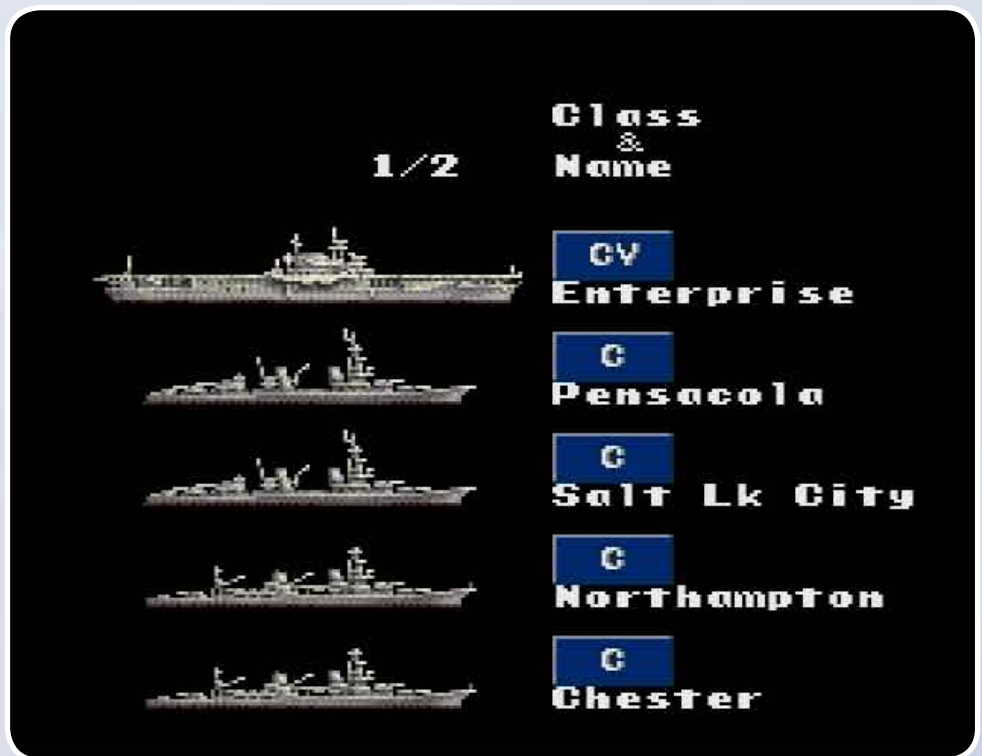 Class
&
1/2 Name
CV
Enterprise
C
Pensacola
C
Salt Lk City
C
Northampton
C
Chester